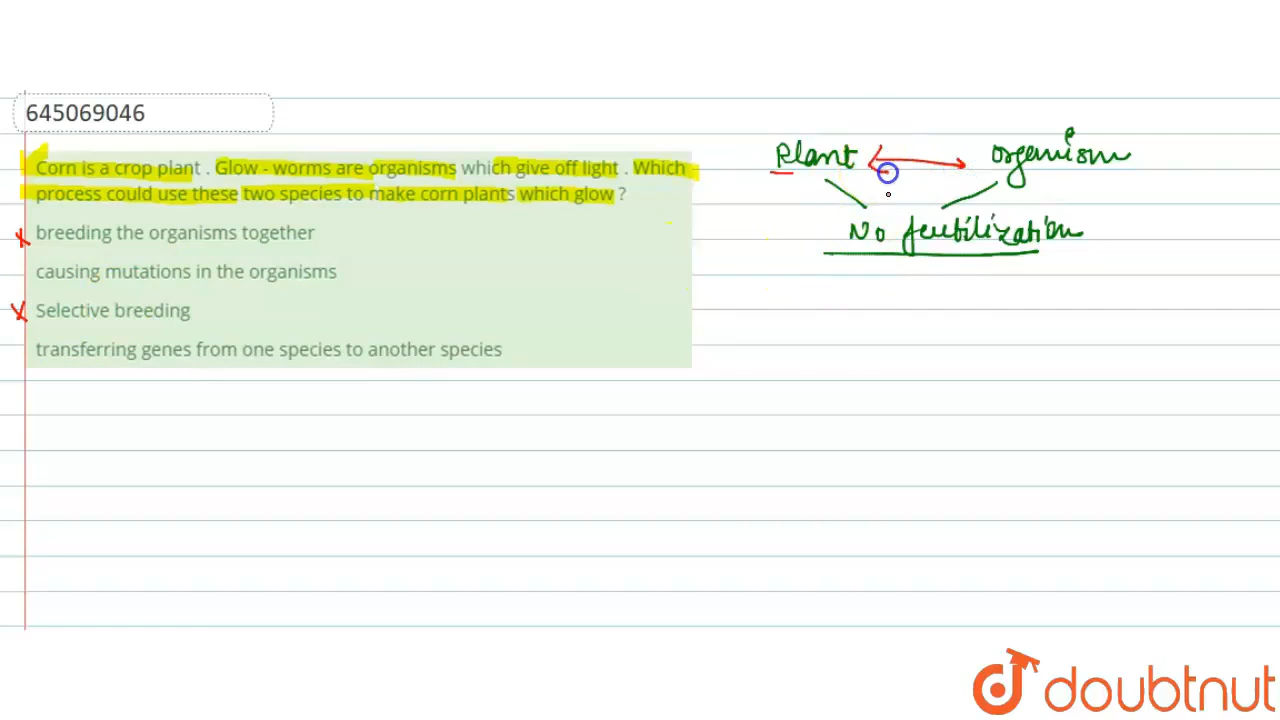 645069046
Corn is a crop plant . Glow - worms are organisms which give off light . Which
process could use these two species to make corn plants which glow ?
breeding the organisms together
causing mutations in the organisms
Selective breeding
transferring genes from one species to another species
Plant organism
No fertilization
doubtnut